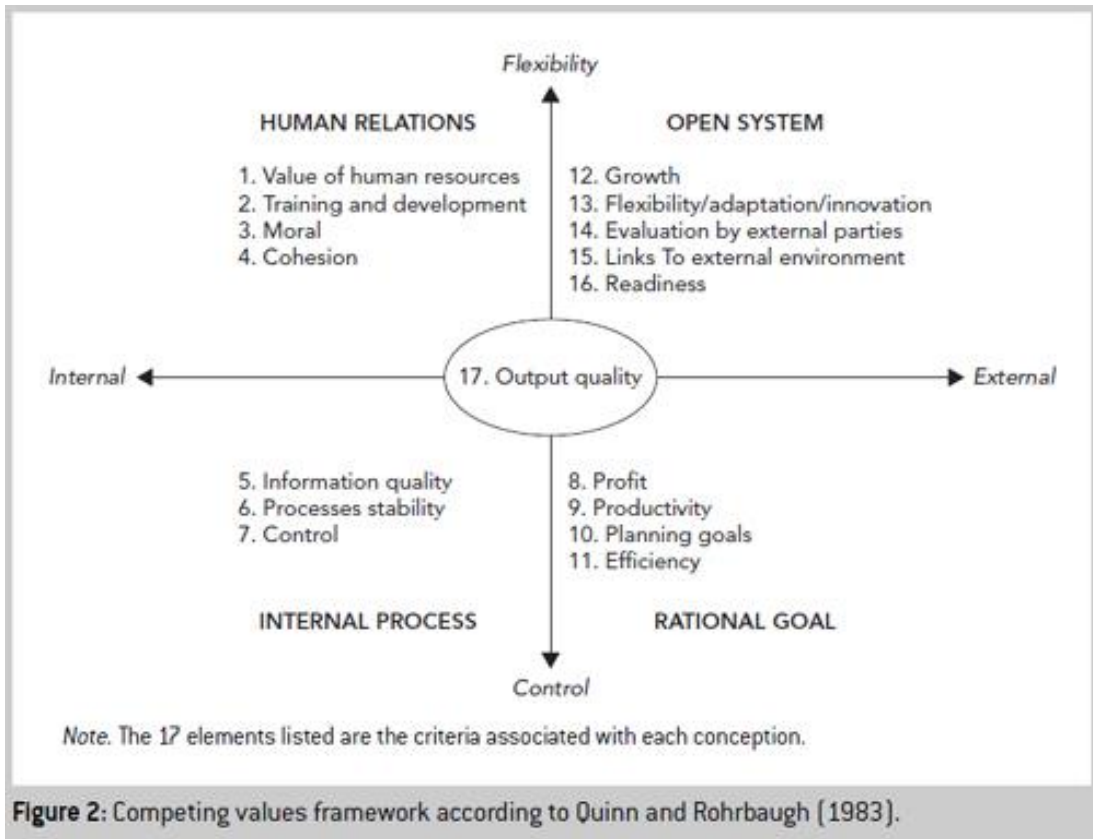 Flexibility
HUMAN RELATIONS
1. Value of human resources
2. Training and development
3. Moral
4. Cohesion
OPEN SYSTEM
12. Growth
13. Flexibility/adaptation/innovation
14. Evaluation by external parties
15. Links To external environment
16. Readiness
Internal
17. Output quality
External
5. Information quality
6. Processes stability
7. Control
INTERNAL PROCESS
8. Profit
9. Productivity
10. Planning goals
11. Efficiency
RATIONAL GOAL
Control
Note. The 17 elements listed are the criteria associated with each conception.
Figure 2: Competing values framework according to Quinn and Rohrbaugh (1983).